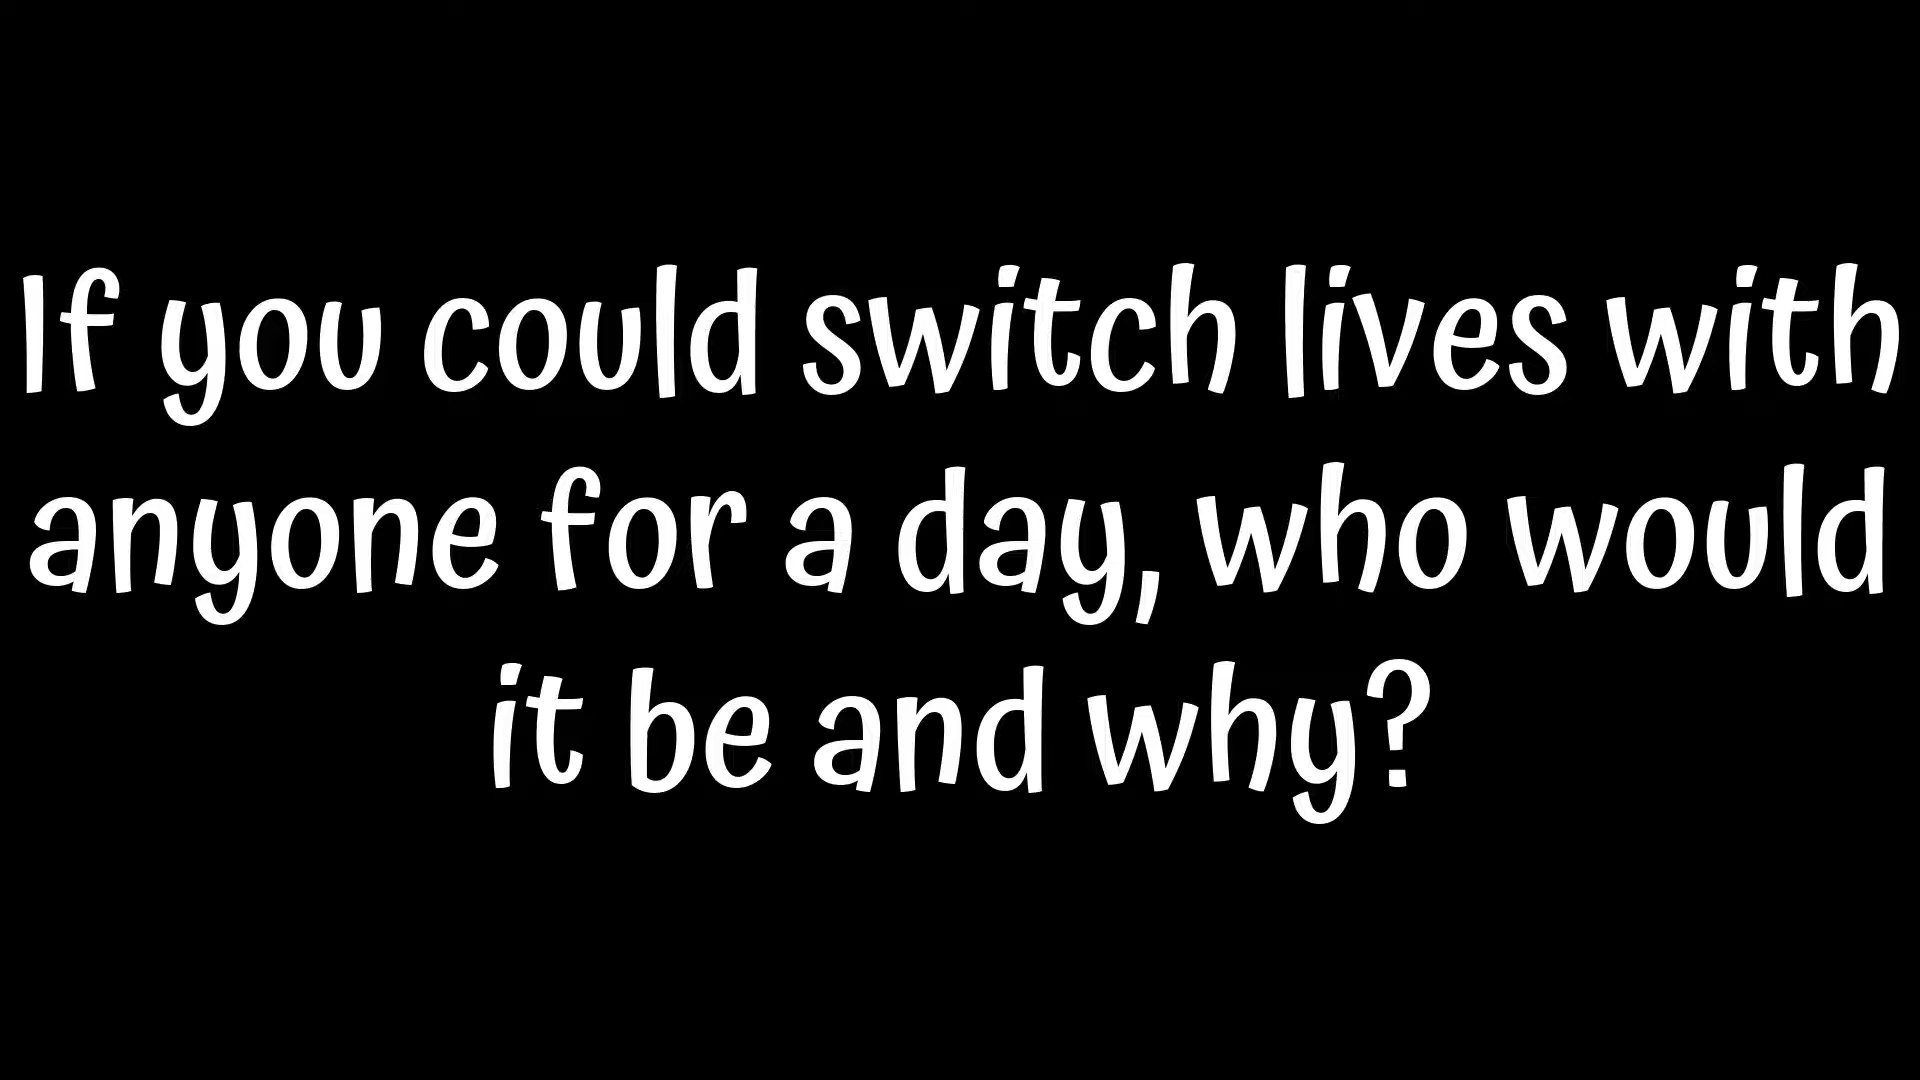 If you could switch lives with
anyone for a day, who would
it be and why?